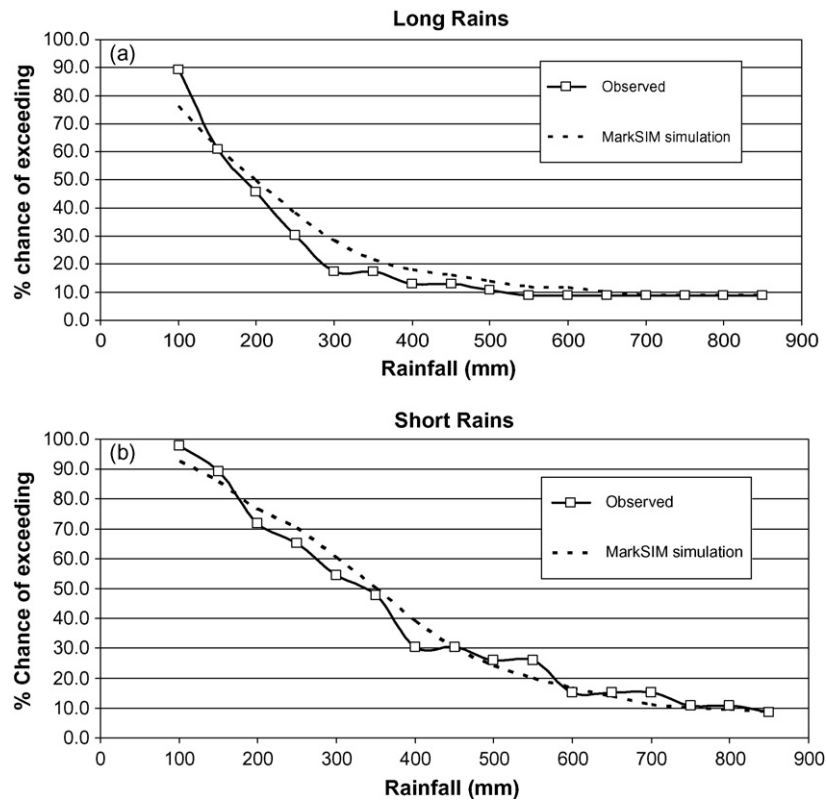 Long Rains
(a)
100.0
90.0
80.0
70.0
60.0
50.0
40.0
30.0
20.0
10.0
0.0
% chance of exceeding
Observed
MarkSIM simulation
0 100 200 300 400 500 600 700 800 900
Rainfall (mm)
Short Rains
(b)
100.0
90.0
80.0
70.0
60.0
50.0
40.0
30.0
20.0
10.0
0.0
% Chance of exceeding
Observed
MarkSIM simulation
0 100 200 300 400 500 600 700 800 900
Rainfall (mm)